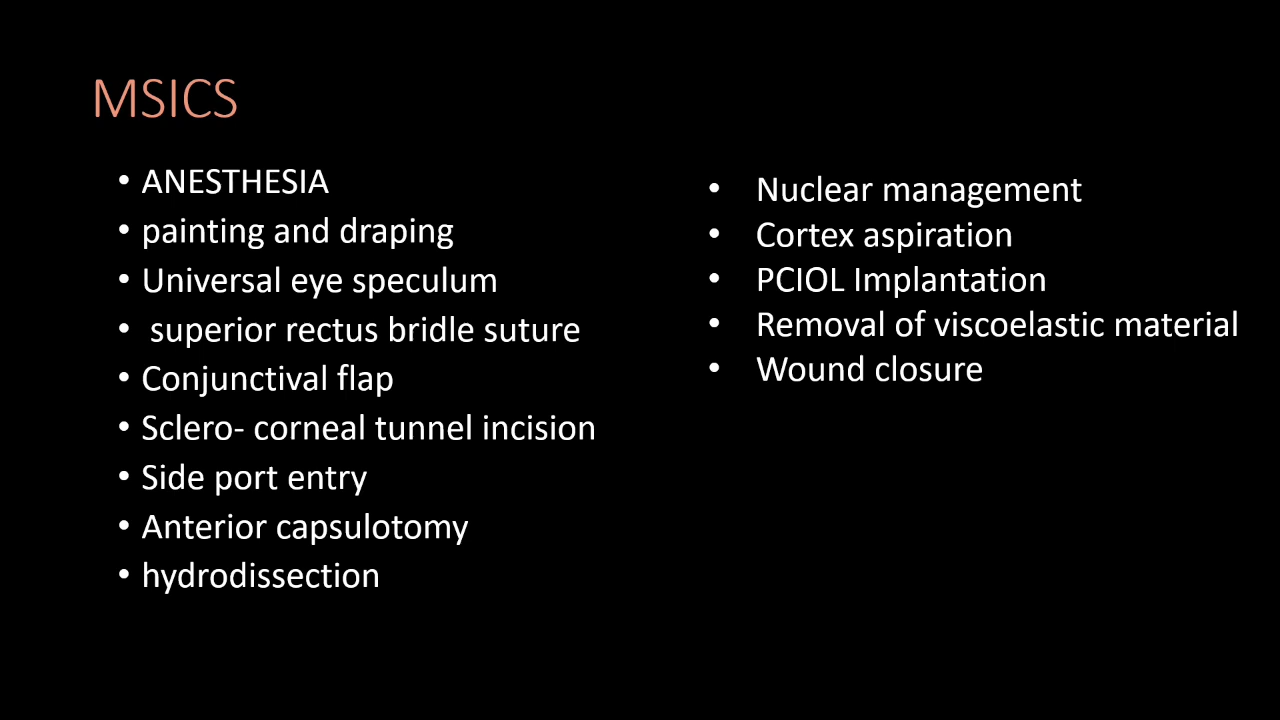 MSICS
• ANESTHESIA
• painting and draping
• Universal eye speculum
• superior rectus bridle suture
• Conjunctival flap
• Sclero- corneal tunnel incision
• Side port entry
• Anterior capsulotomy
• hydrodissection
• Nuclear management
• Cortex aspiration
• PCIOL Implantation
• Removal of viscoelastic material
• Wound closure